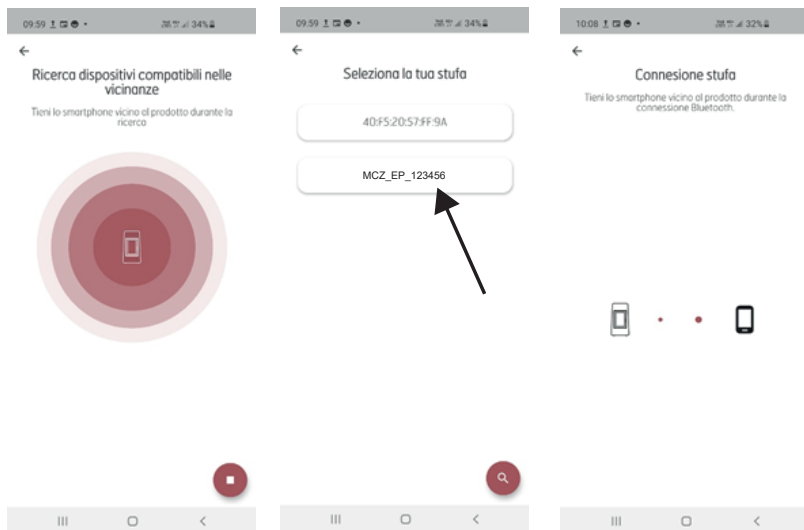 09:59
34%
Ricerca dispositivi compatibili nelle
vicinanze
Tieni lo smartphone vicino al prodotto durante la
ricerca
09:59
34%
Seleziona la tua stufa
40:F5:20:57:FF:9A
MCZ_EP_123456
10:08
32%
Connesione stufa
Tieni lo smartphone vicino al prodotto durante la
connessione Bluetooth.